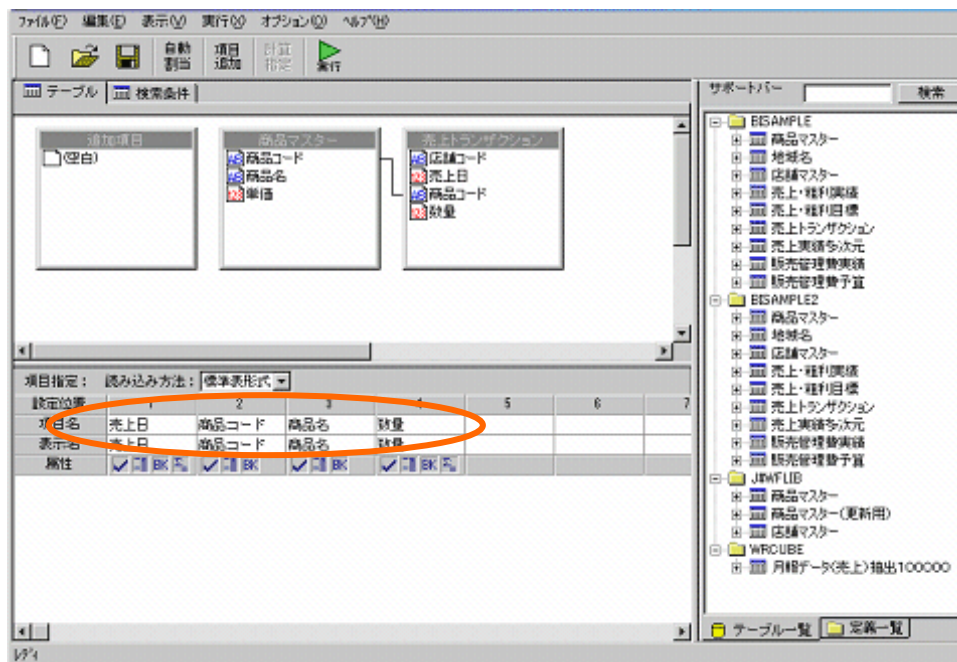 ファイル(F) 編集(E) 表示(V) 実行(X) オプション(O) ヘルプ(H)
自動割当 項目追加 計算指定 実行
テーブル 検索条件
追加項目
(空白)
商品マスター
商品コード
商品名
単価
売上トランザクション
店舗コード
売上日
商品コード
数量
項目指定： 読み込み方法： 標準表形式
設定位置 1 2 3 4 5 6 7
項目名 売上日 商品コード 商品名 数量
表示名 売上日 商品コード 商品名 数量
属性 BK BK BK BK
レディ
サポートバー 検索
BISAMPLE
商品マスター
地域名
店舗マスター
売上・粗利実績
売上・粗利目標
売上トランザクション
売上実績多次元
販売管理費実績
販売管理費予算
BISAMPLE2
商品マスター
地域名
店舗マスター
売上・粗利実績
売上・粗利目標
売上トランザクション
売上実績多次元
販売管理費実績
販売管理費予算
J#WFLIB
商品マスター
商品マスター(更新用)
店舗マスター
WRCUBE
月報データ(売上)抽出100000
テーブル一覧 定義一覧